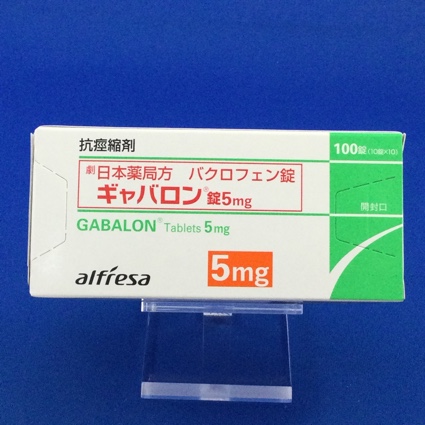 抗痙縮剤
100錠(10錠×10)
劇 日本薬局方 バクロフェン錠
ギャバロン®錠5mg
GABALON® Tablets 5mg
開封口
5mg
alfresa